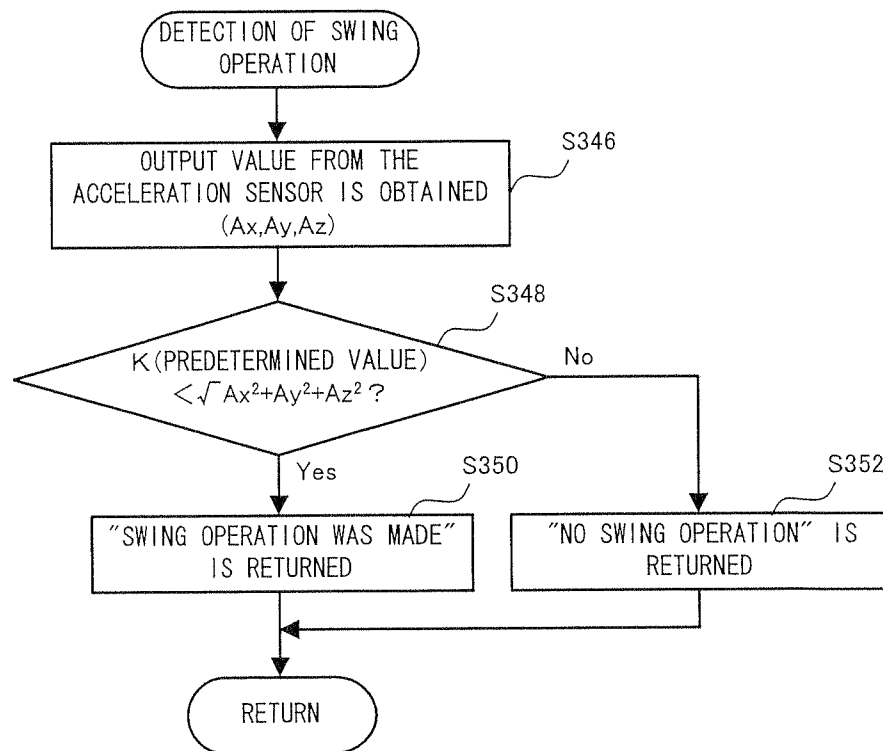 DETECTION OF SWING
OPERATION
S346
OUTPUT VALUE FROM THE
ACCELERATION SENSOR IS OBTAINED
(Ax,Ay,Az)
S348
K(PREDETERMINED VALUE)
<√Ax²+Ay²+Az²?
No
Yes
S350
"SWING OPERATION WAS MADE"
IS RETURNED
S352
"NO SWING OPERATION" IS
RETURNED
RETURN